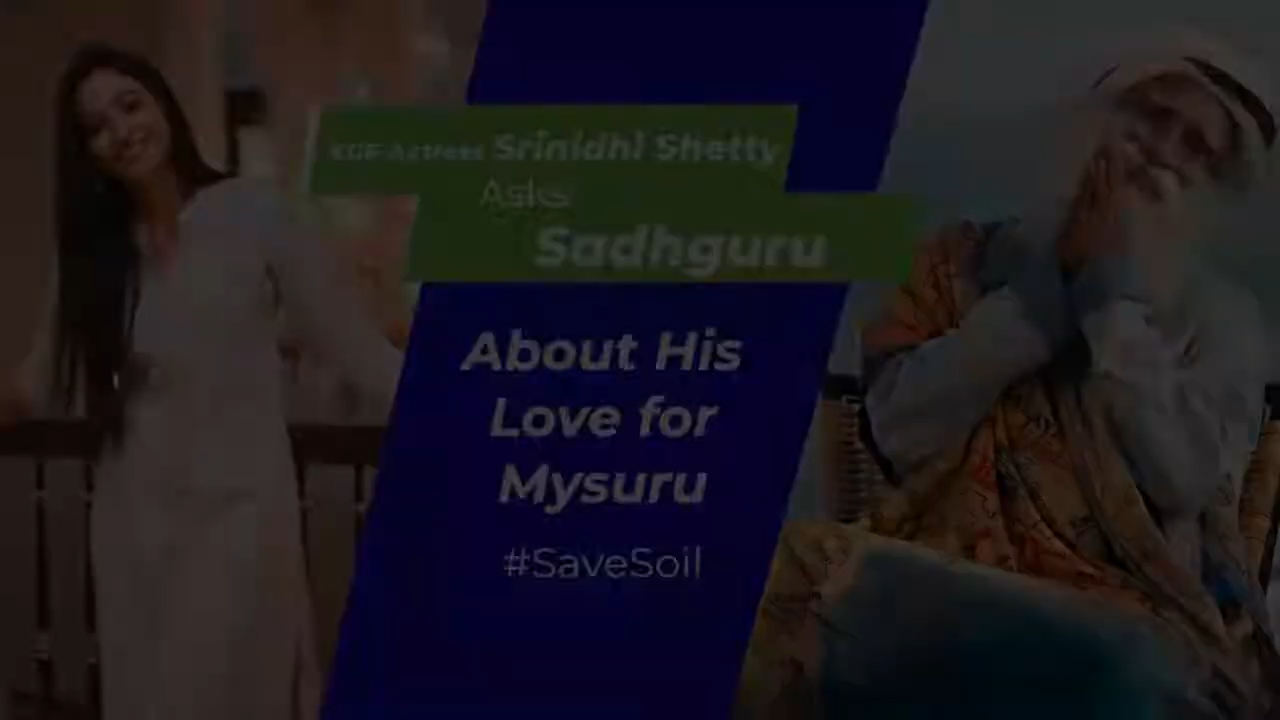 KGF Actress Srinidhi Shetty
Asks
Sadhguru
About His
Love for
Mysuru
#SaveSoil